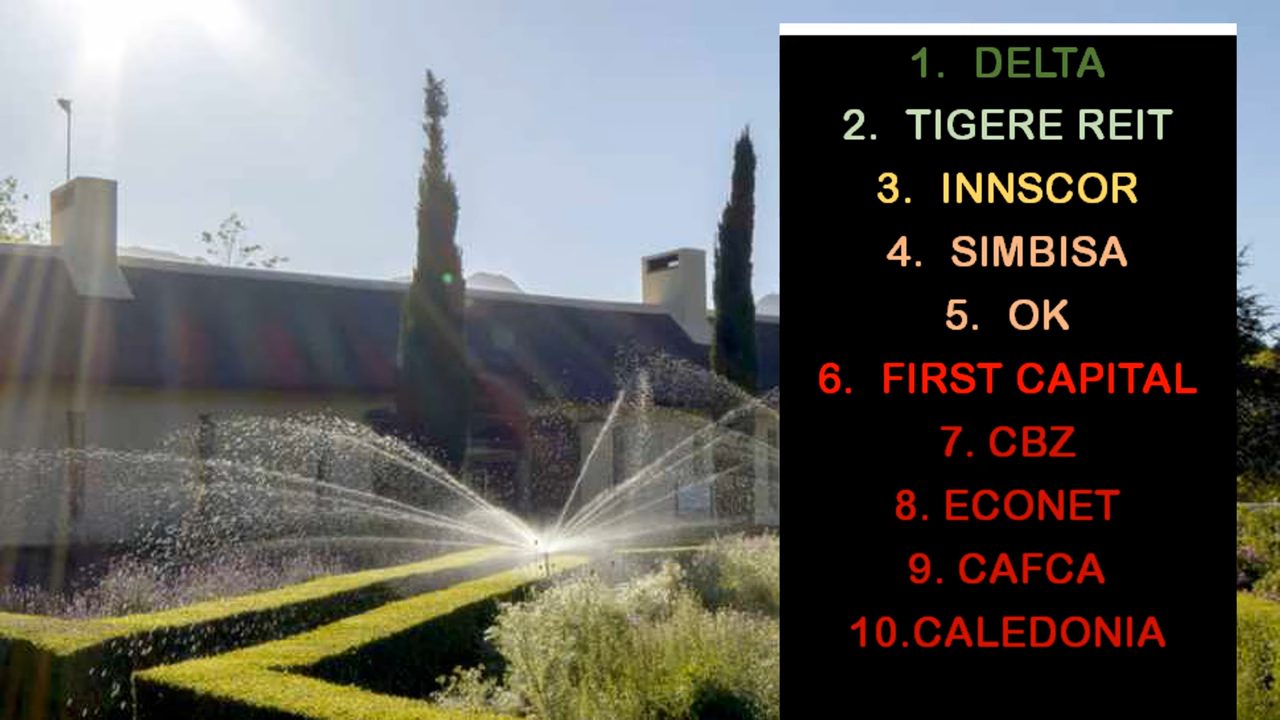 1. DELTA
2. TIGERE REIT
3. INNSCOR
4. SIMBISA
5. OK
6. FIRST CAPITAL
7. CBZ
8. ECONET
9. CAFCA
10.CALEDONIA